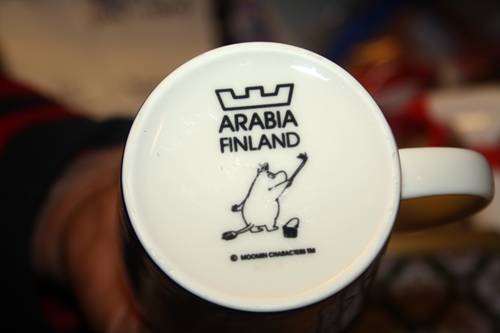 ARABIA
FINLAND
© MOOMIN CHARACTERS TM